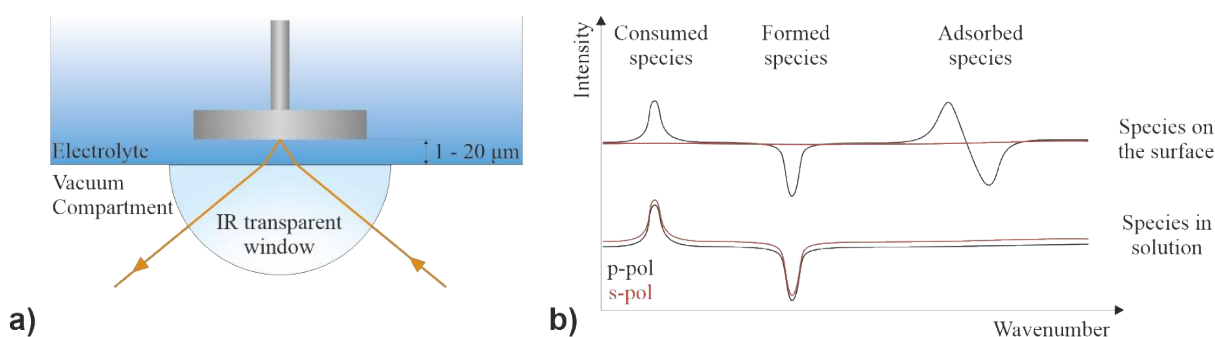 Electrolyte
1 - 20 μm
Vacuum
Compartment
IR transparent
window
a)
Intensity
Consumed
species
Formed
species
Adsorbed
species
Species on
the surface
Species in
solution
p-pol
s-pol
b)
Wavenumber